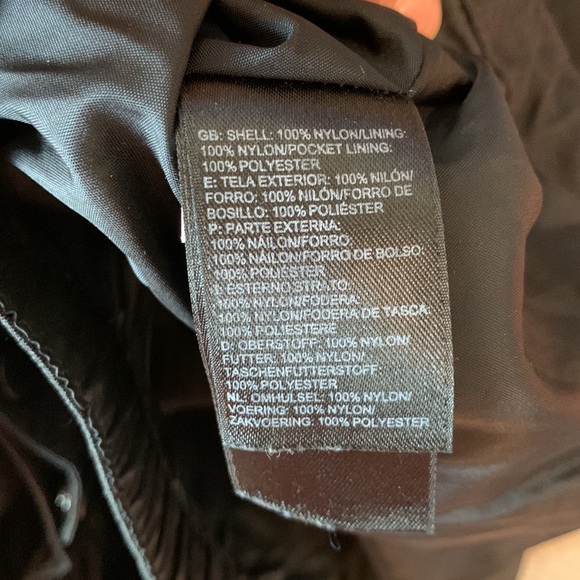 GB: SHELL: 100% NYLON/LINING:
100% NYLON/POCKET LINING:
100% POLYESTER
E: TELA EXTERIOR: 100% NILÓN/
FORRO: 100% NILÓN/FORRO DE
BOSILLO: 100% POLIÉSTER
P: PARTE EXTERNA:
100% NÁILON/FORRO:
100% NÁILON/FORRO DE BOLSO:
100% POLIÉSTER
I: ESTERNO STRATO:
100% NYLON/FODERA:
100% NYLON/FODERA DE TASCA:
100% POLIESTERE
D: OBERSTOFF: 100% NYLON/
FUTTER: 100% NYLON/
TASCHENFUTTERSTOFF
100% POLYESTER
NL: OMHULSEL: 100% NYLON/
VOERING: 100% NYLON/
ZAKVOERING: 100% POLYESTER